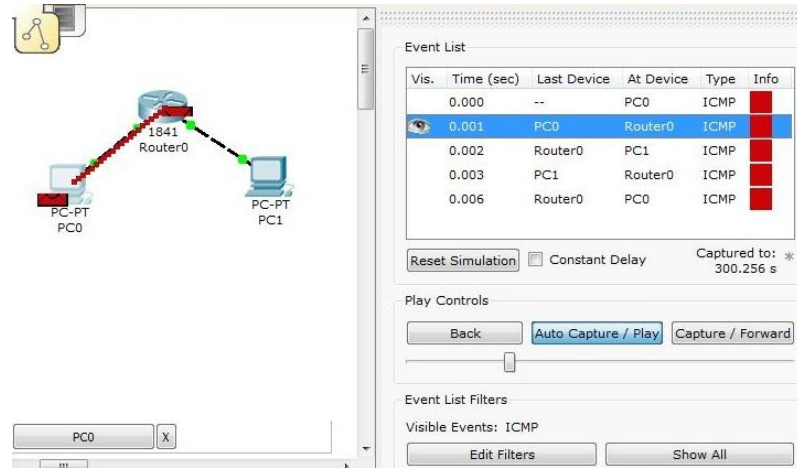 1841
Router0
PC-PT
PC0
PC-PT
PC1
PC0 X
Event List
Vis. Time (sec) Last Device At Device Type Info
0.000 -- PC0 ICMP
0.001 PC0 Router0 ICMP
0.002 Router0 PC1 ICMP
0.003 PC1 Router0 ICMP
0.006 Router0 PC0 ICMP
Reset Simulation Constant Delay Captured to: *
300.256 s
Play Controls
Back Auto Capture / Play Capture / Forward
Event List Filters
Visible Events: ICMP
Edit Filters Show All